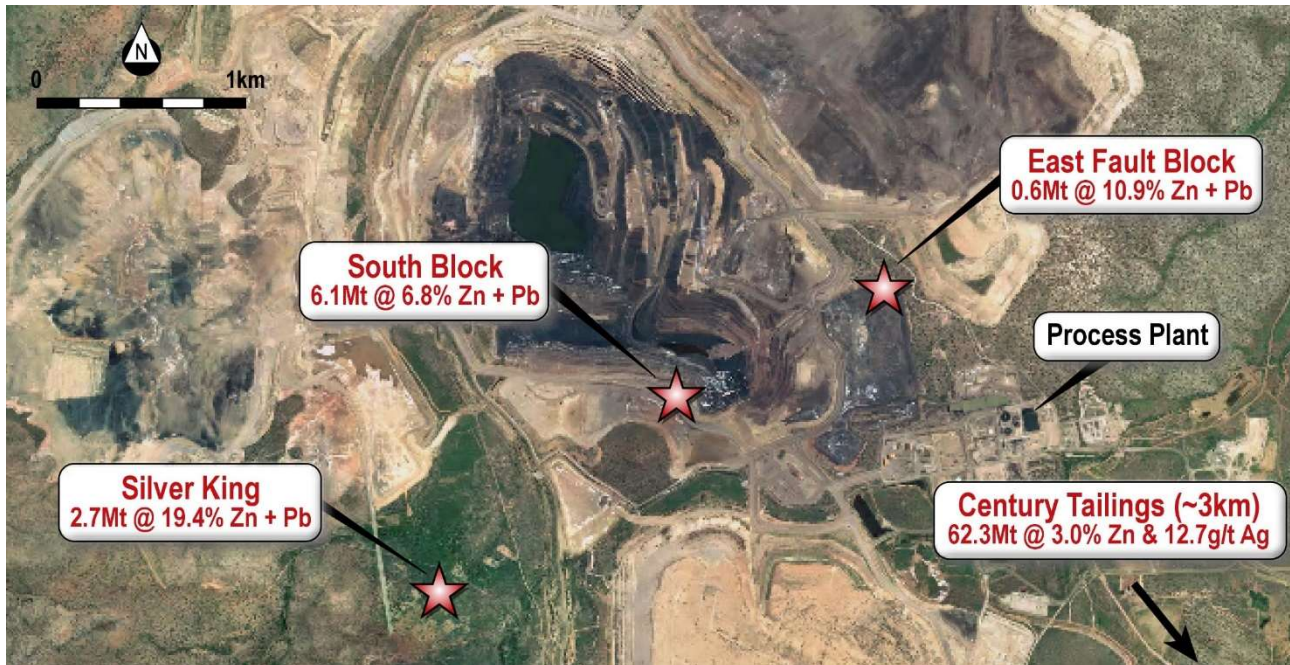 N
0 1km
East Fault Block
0.6Mt @ 10.9% Zn + Pb
South Block
6.1Mt @ 6.8% Zn + Pb
Process Plant
Silver King
2.7Mt @ 19.4% Zn + Pb
Century Tailings (~3km)
62.3Mt @ 3.0% Zn & 12.7g/t Ag